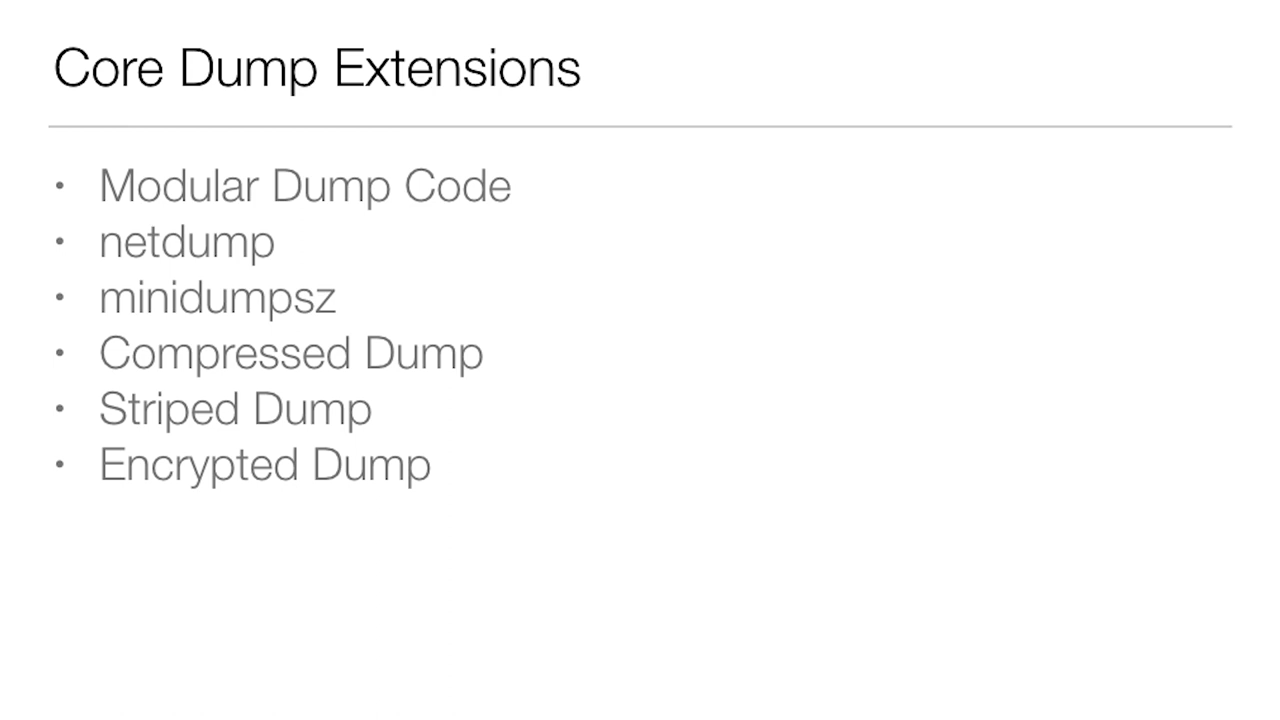 Core Dump Extensions
• Modular Dump Code
• netdump
• minidumpsz
• Compressed Dump
• Striped Dump
• Encrypted Dump